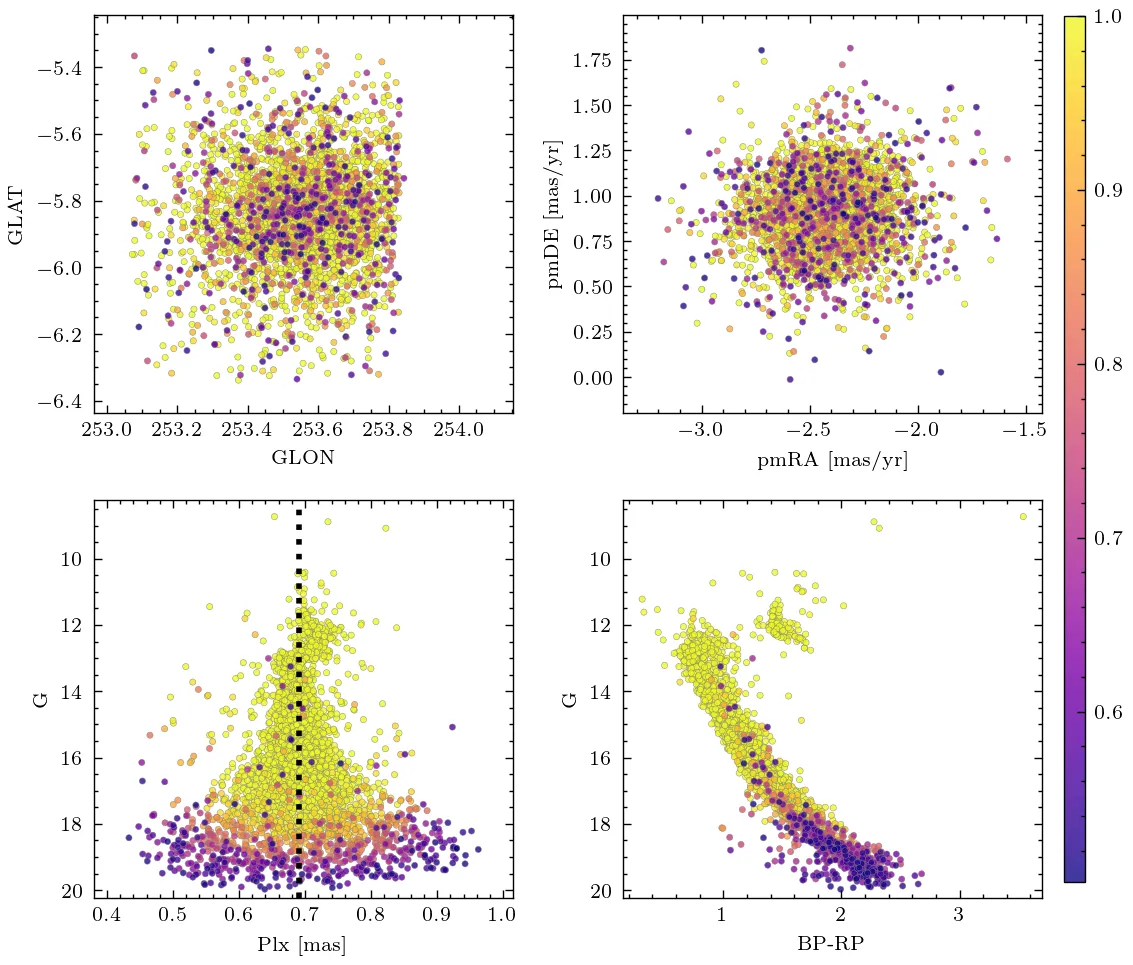 −5.4
−5.6
−5.8
−6.0
−6.2
−6.4
GLAT
253.0 253.2 253.4 253.6 253.8 254.0
GLON
1.75
1.50
1.25
1.00
0.75
0.50
0.25
0.00
pmDE [mas/yr]
−3.0 −2.5 −2.0 −1.5
pmRA [mas/yr]
10
12
14
16
18
20
G
0.4 0.5 0.6 0.7 0.8 0.9 1.0
Plx [mas]
10
12
14
16
18
20
G
1 2 3
BP-RP
1.0
0.9
0.8
0.7
0.6